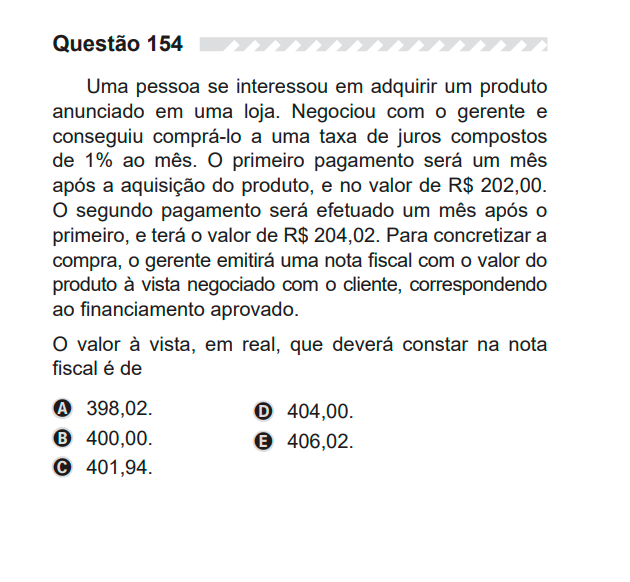 Questão 154
Uma pessoa se interessou em adquirir um produto
anunciado em uma loja. Negociou com o gerente e
conseguiu comprá-lo a uma taxa de juros compostos
de 1% ao mês. O primeiro pagamento será um mês
após a aquisição do produto, e no valor de R$ 202,00.
O segundo pagamento será efetuado um mês após o
primeiro, e terá o valor de R$ 204,02. Para concretizar a
compra, o gerente emitirá uma nota fiscal com o valor do
produto à vista negociado com o cliente, correspondendo
ao financiamento aprovado.
O valor à vista, em real, que deverá constar na nota
fiscal é de
A 398,02.
B 400,00.
C 401,94.
D 404,00.
E 406,02.